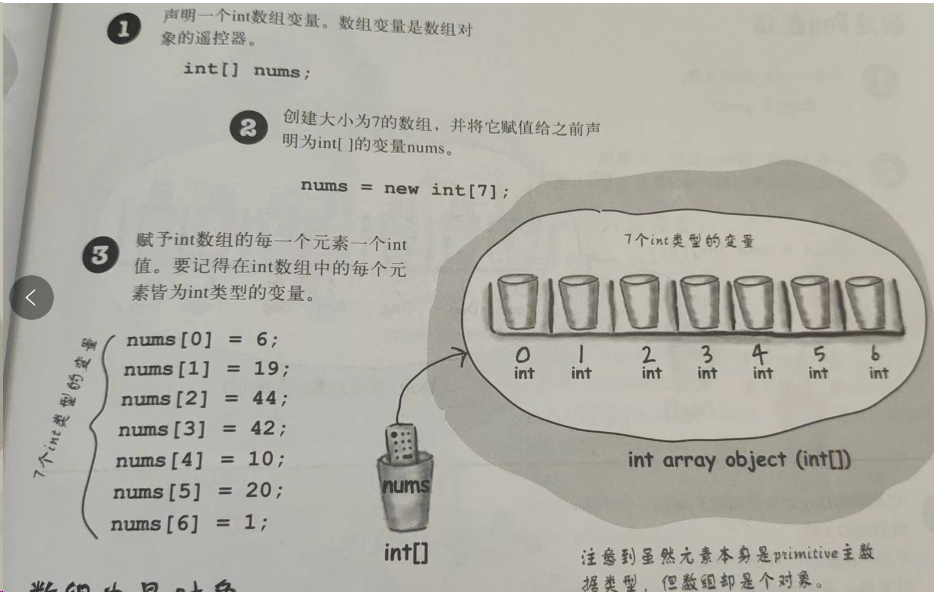 1
声明一个int数组变量。数组变量是数组对
象的遥控器。
int[] nums;
2
创建大小为7的数组，并将它赋值给之前声
明为int[ ]的变量nums。
nums = new int[7];
3
赋予int数组的每一个元素一个int
值。要记得在int数组中的每个元
素皆为int类型的变量。
7个int类型的变量
nums[0] = 6;
nums[1] = 19;
nums[2] = 44;
nums[3] = 42;
nums[4] = 10;
nums[5] = 20;
nums[6] = 1;
nums
int[]
7个int类型的变量
0 1 2 3 4 5 6
int int int int int int int
int array object (int[])
注意到虽然元素本身是primitive主数
据类型，但数组却是个对象。
数组也是对象